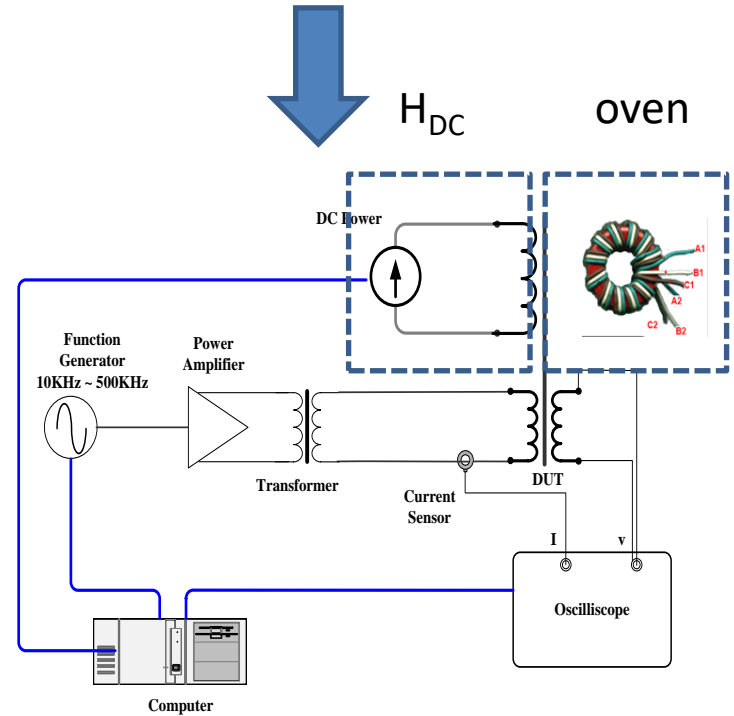 H_DC
oven
DC Power
A1
B1
C1
A2
C2
B2
Function
Generator
10KHz ~ 500KHz
Power
Amplifier
Transformer
Current
Sensor
DUT
I
v
Oscilliscope
Computer